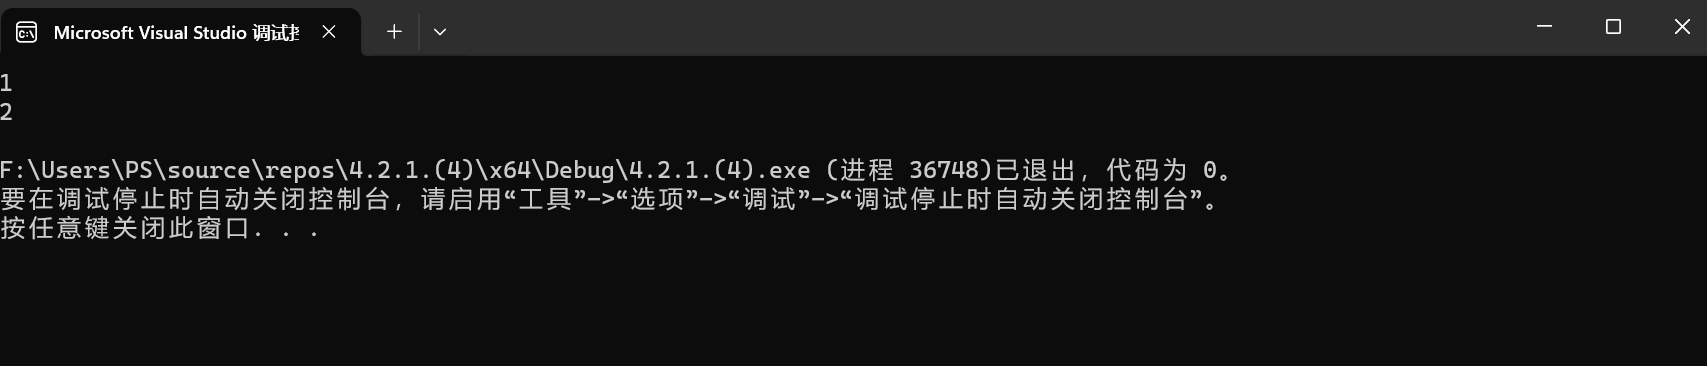 Microsoft Visual Studio 调试
1
2
F:\Users\PS\source\repos\4.2.1.(4)\x64\Debug\4.2.1.(4).exe (进程 36748)已退出，代码为 0。
要在调试停止时自动关闭控制台，请启用“工具”->“选项”->“调试”->“调试停止时自动关闭控制台”。
按任意键关闭此窗口. . .